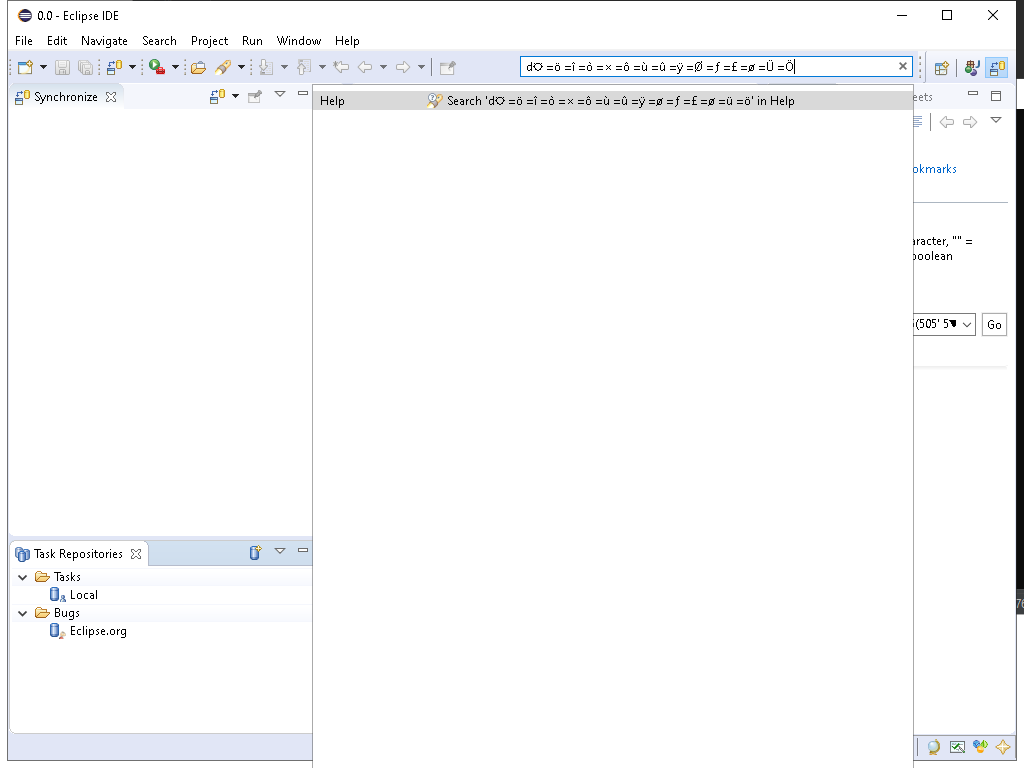 0.0 - Eclipse IDE
File Edit Navigate Search Project Run Window Help
=ö =î =ò =× =ô =ù =û =ÿ =Ø =ƒ =£ =ø =Ü =Ö
Synchronize
Help Search ' =ö =î =ò =× =ô =ù =û =ÿ =ø =ƒ =£ =ø =ü =ö' in Help
eets
okmarks
aracter, "" =
boolean
(505' 5 Go
Task Repositories
Tasks
Local
Bugs
Eclipse.org
76